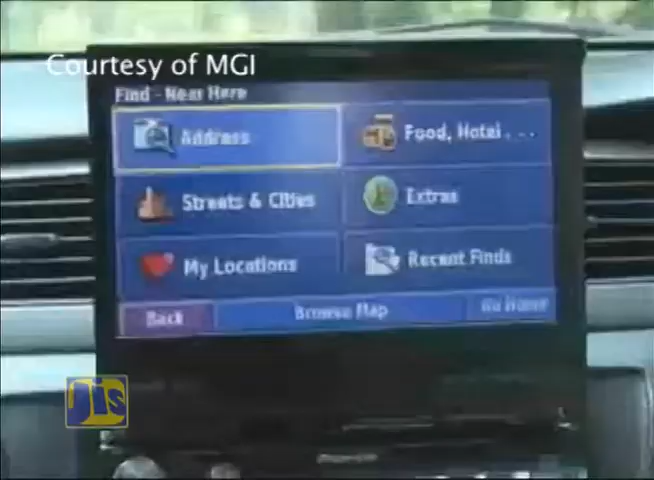 Courtesy of MGI
Find - Near Here
Address
Food, Hotel . . .
Streets & Cities
Extras
My Locations
Recent Finds
Back
Browse Map
Go Home
jis